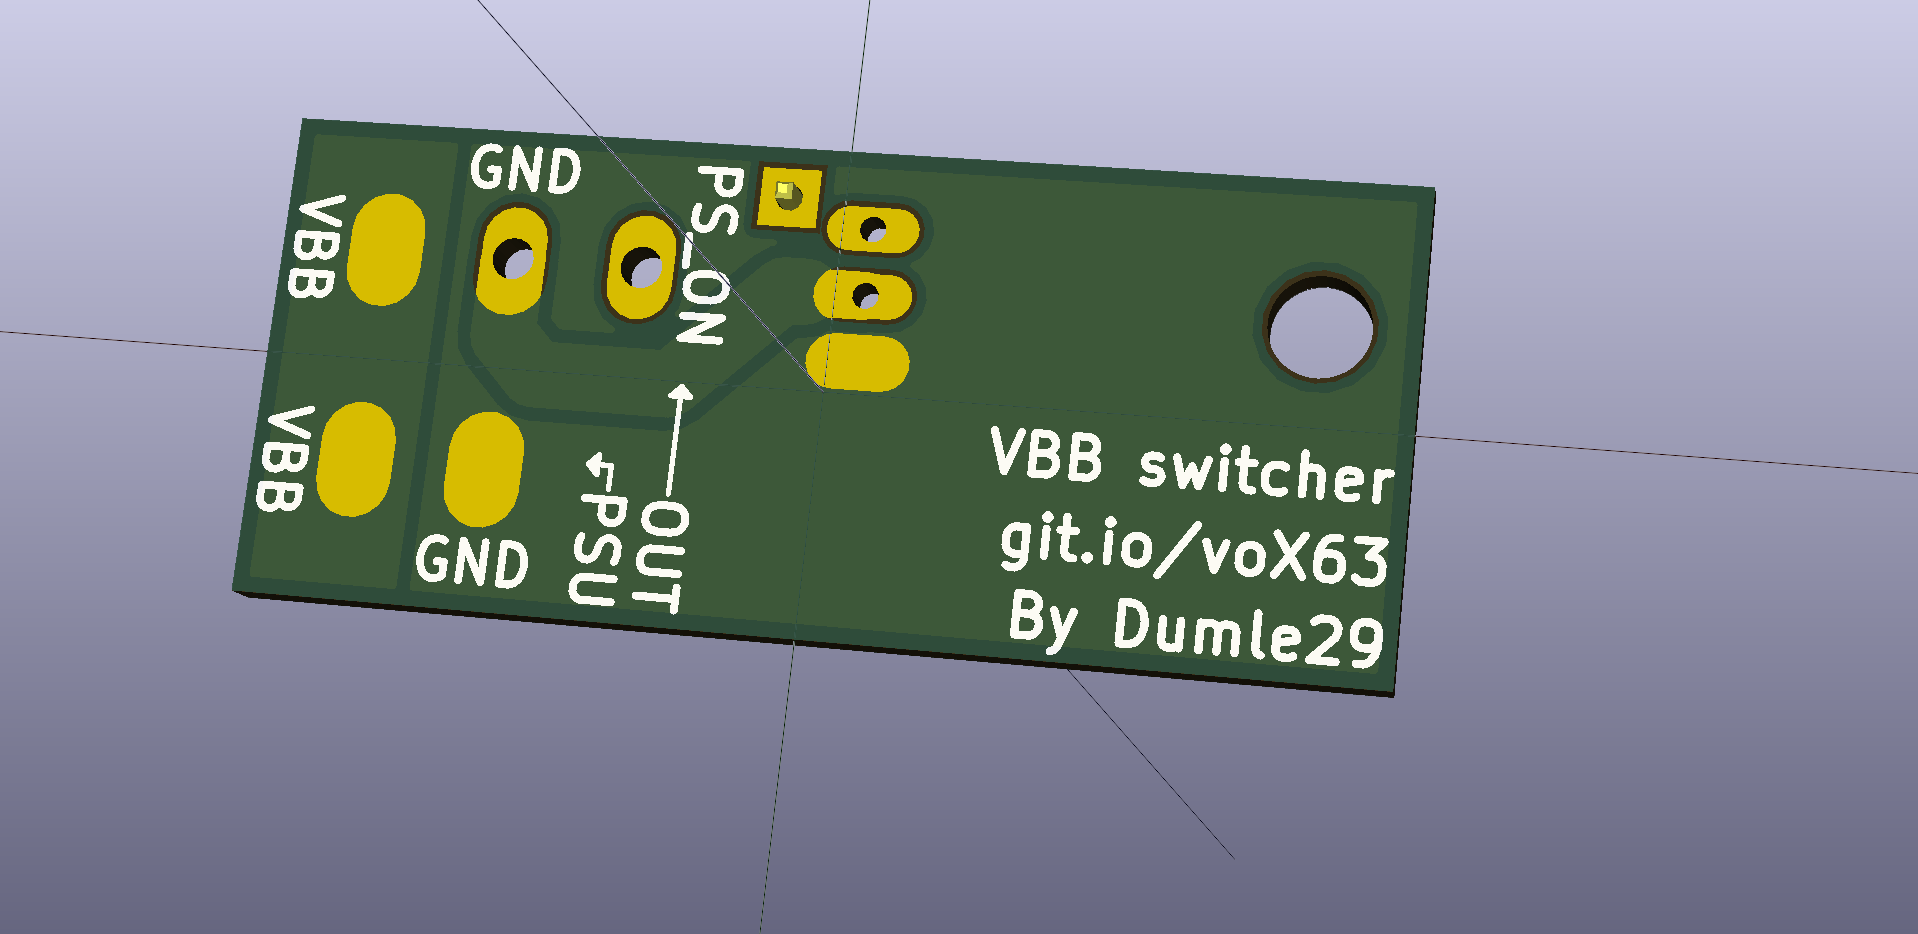 GND
VBB
PS_ON
VBB
GND
PSU
OUT
VBB switcher
git.io/voX63
By Dumle29